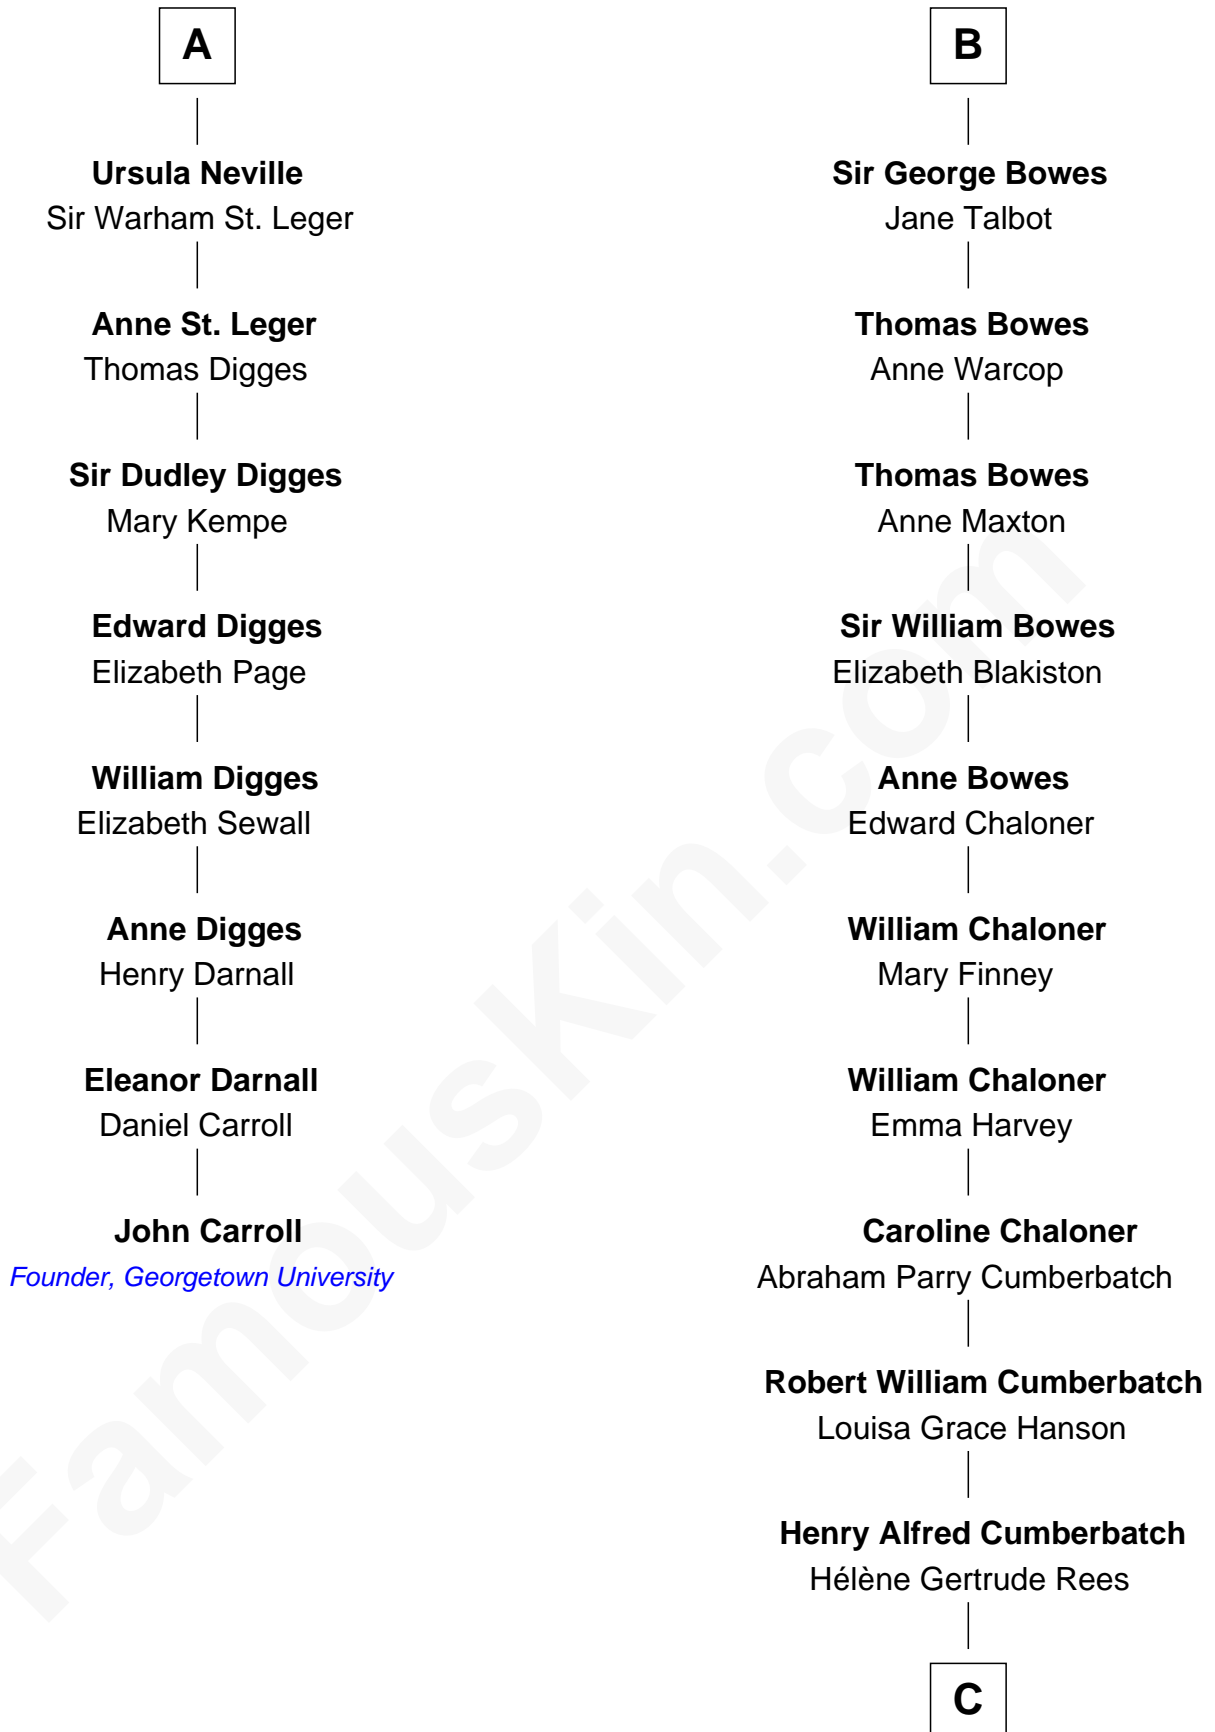 A
Ursula Neville
Sir Warham St. Leger
Anne St. Leger
Thomas Digges
Sir Dudley Digges
Mary Kempe
Edward Digges
Elizabeth Page
William Digges
Elizabeth Sewall
Anne Digges
Henry Darnall
Eleanor Darnall
Daniel Carroll
John Carroll
Founder, Georgetown University
B
Sir George Bowes
Jane Talbot
Thomas Bowes
Anne Warcop
Thomas Bowes
Anne Maxton
Sir William Bowes
Elizabeth Blakiston
Anne Bowes
Edward Chaloner
William Chaloner
Mary Finney
William Chaloner
Emma Harvey
Caroline Chaloner
Abraham Parry Cumberbatch
Robert William Cumberbatch
Louisa Grace Hanson
Henry Alfred Cumberbatch
Hélène Gertrude Rees
C
FamousKin.com